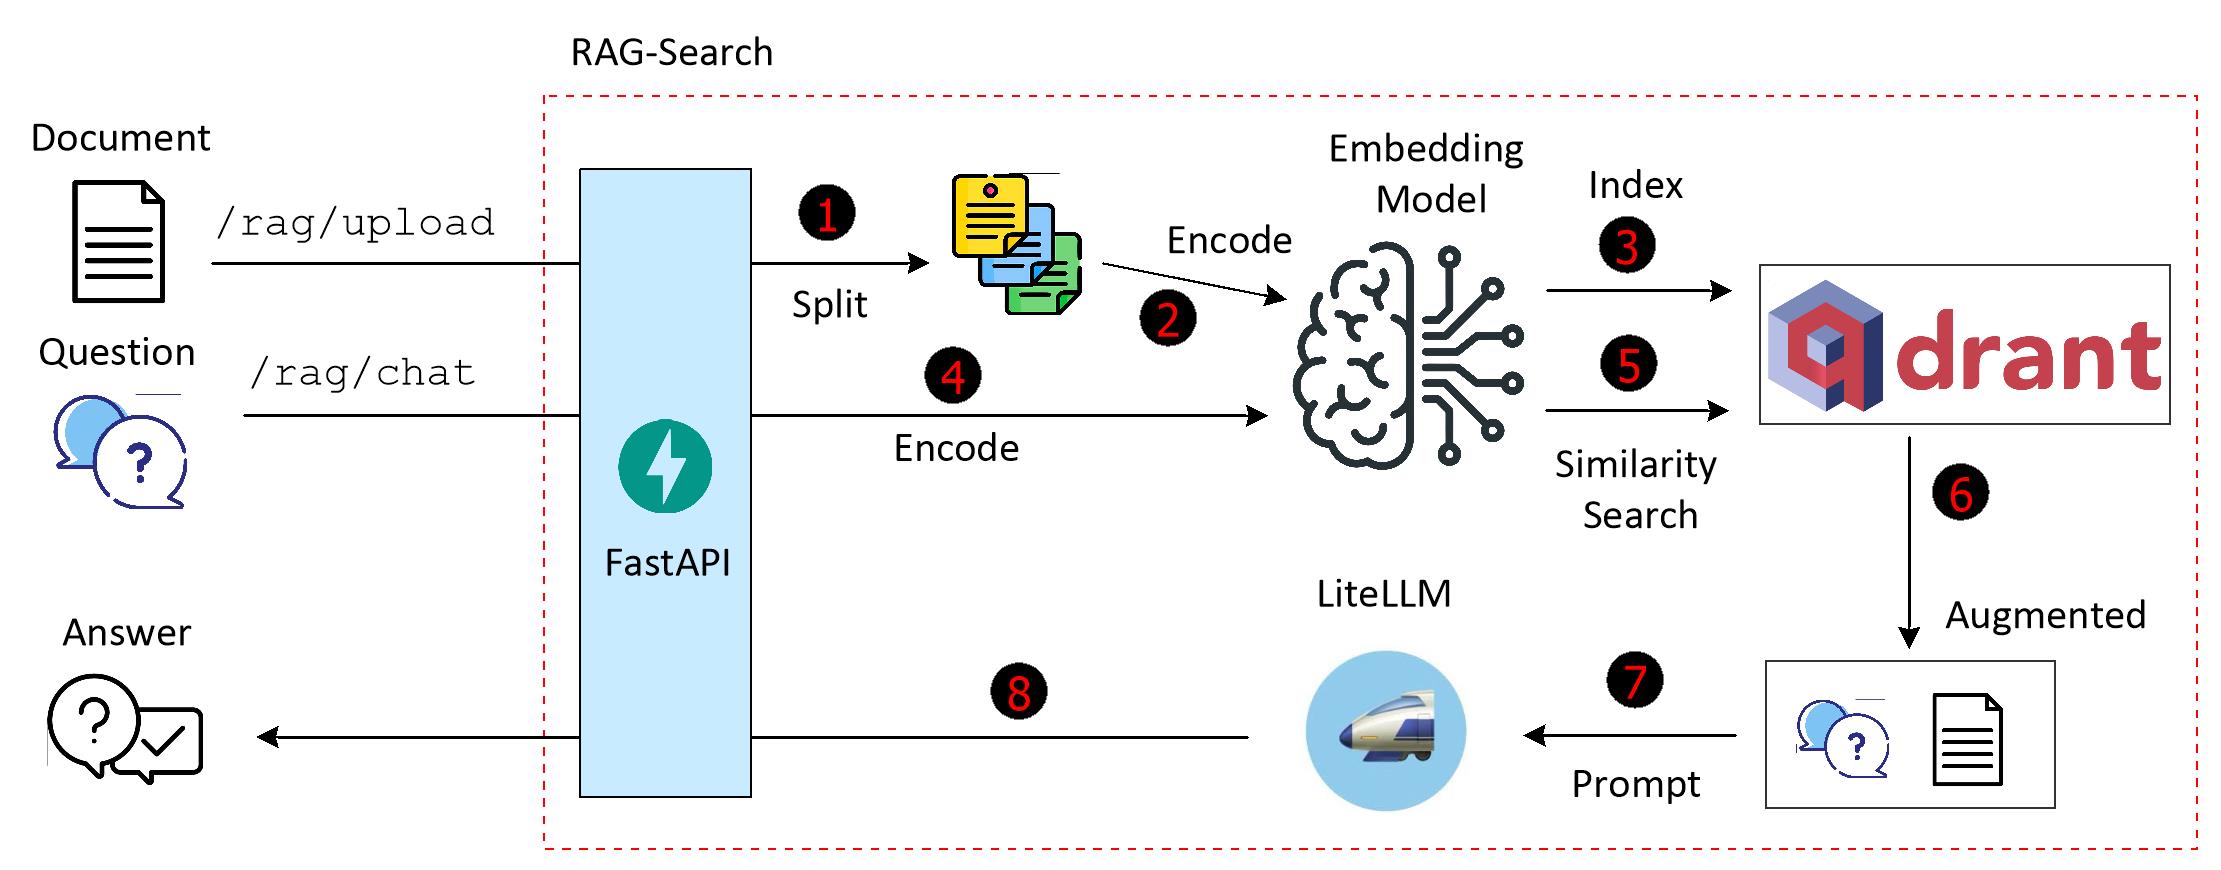 RAG-Search
Document
/rag/upload
1
Split
Encode
2
Embedding
Model
Index
3
Question
/rag/chat
4
Encode
5
Similarity
Search
qdrant
?
6
FastAPI
Augmented
LiteLLM
Answer
?
8
7
Prompt
?